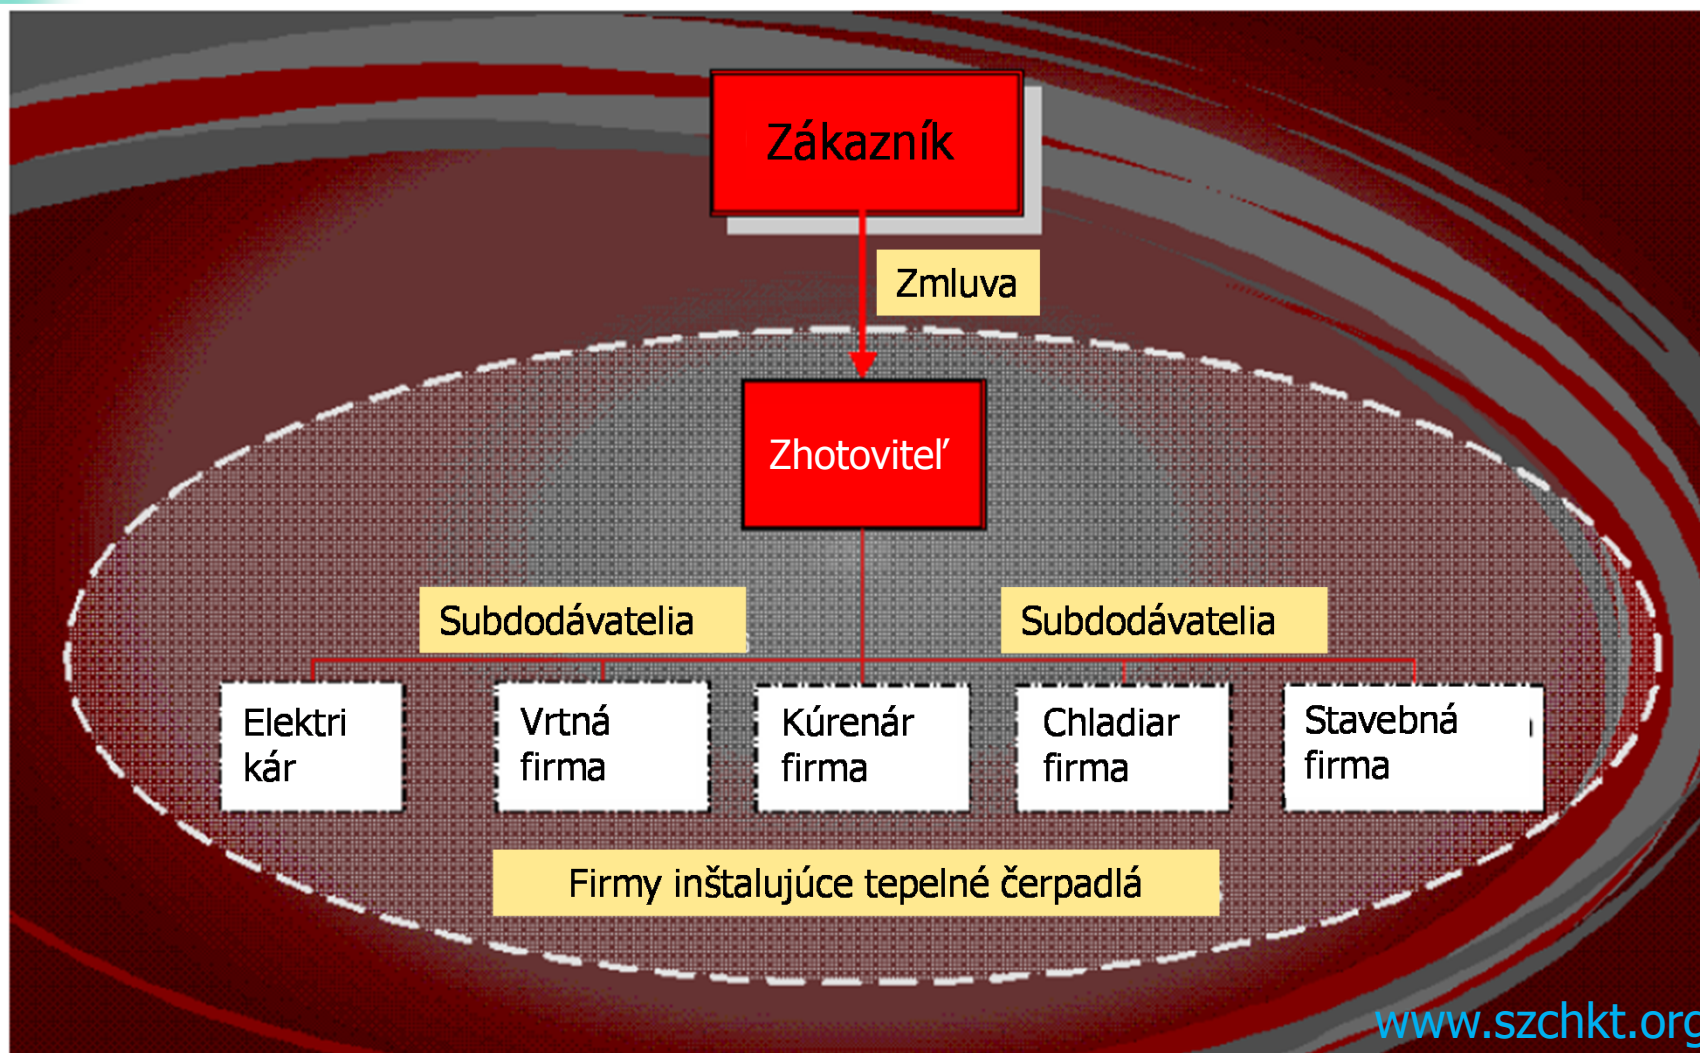 Zákazník
Zmluva
Zhotoviteľ
Subdodávatelia
Subdodávatelia
Elektri
kár
Vrtná
firma
Kúrenár
firma
Chladiar
firma
Stavebná
firma
Firmy inštalujúce tepelné čerpadlá
www.szchkt.org